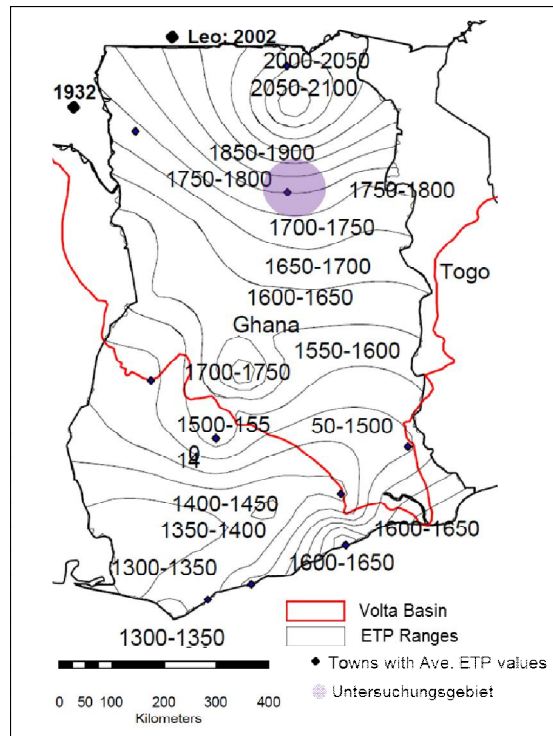 Leo: 2002
2000-2050
1932
2050-2100
1850-1900
1750-1800
1750-1800
1700-1750
1650-1700
Togo
1600-1650
Ghana
1550-1600
1700-1750
1500-155
0
50-1500
14
1400-1450
1350-1400
1600-1650
1300-1350
1600-1650
1300-1350
Volta Basin
ETP Ranges
Towns with Ave. ETP values
Untersuchungsgebiet
0 50 100 200 300 400
Kilometers